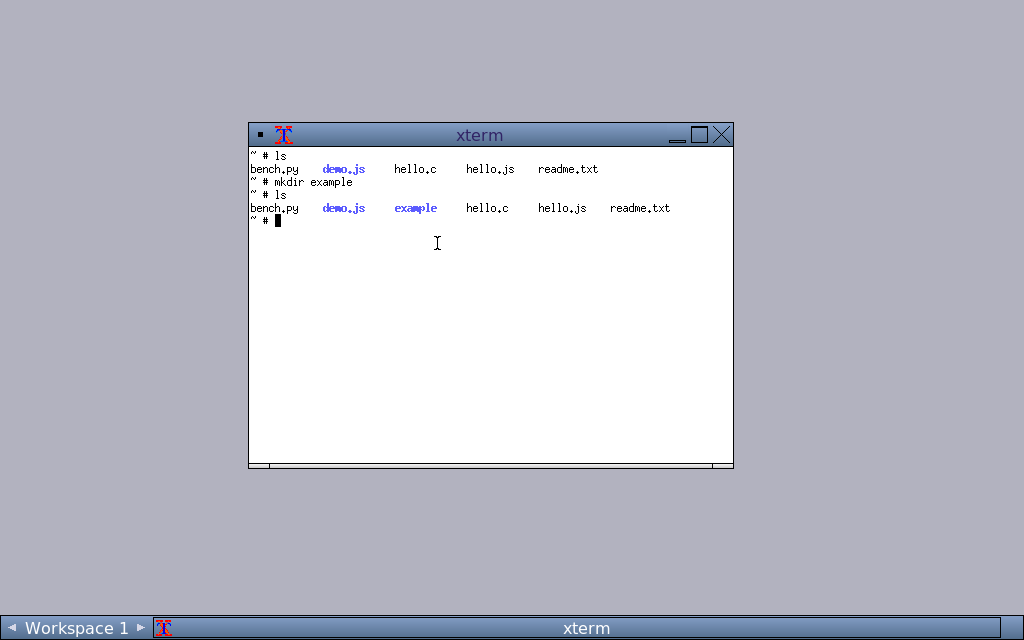 xterm
~ # ls
bench.py    demo.js    hello.c    hello.js    readme.txt
~ # mkdir example
~ # ls
bench.py    demo.js    example    hello.c    hello.js    readme.txt
~ #
Workspace 1    xterm